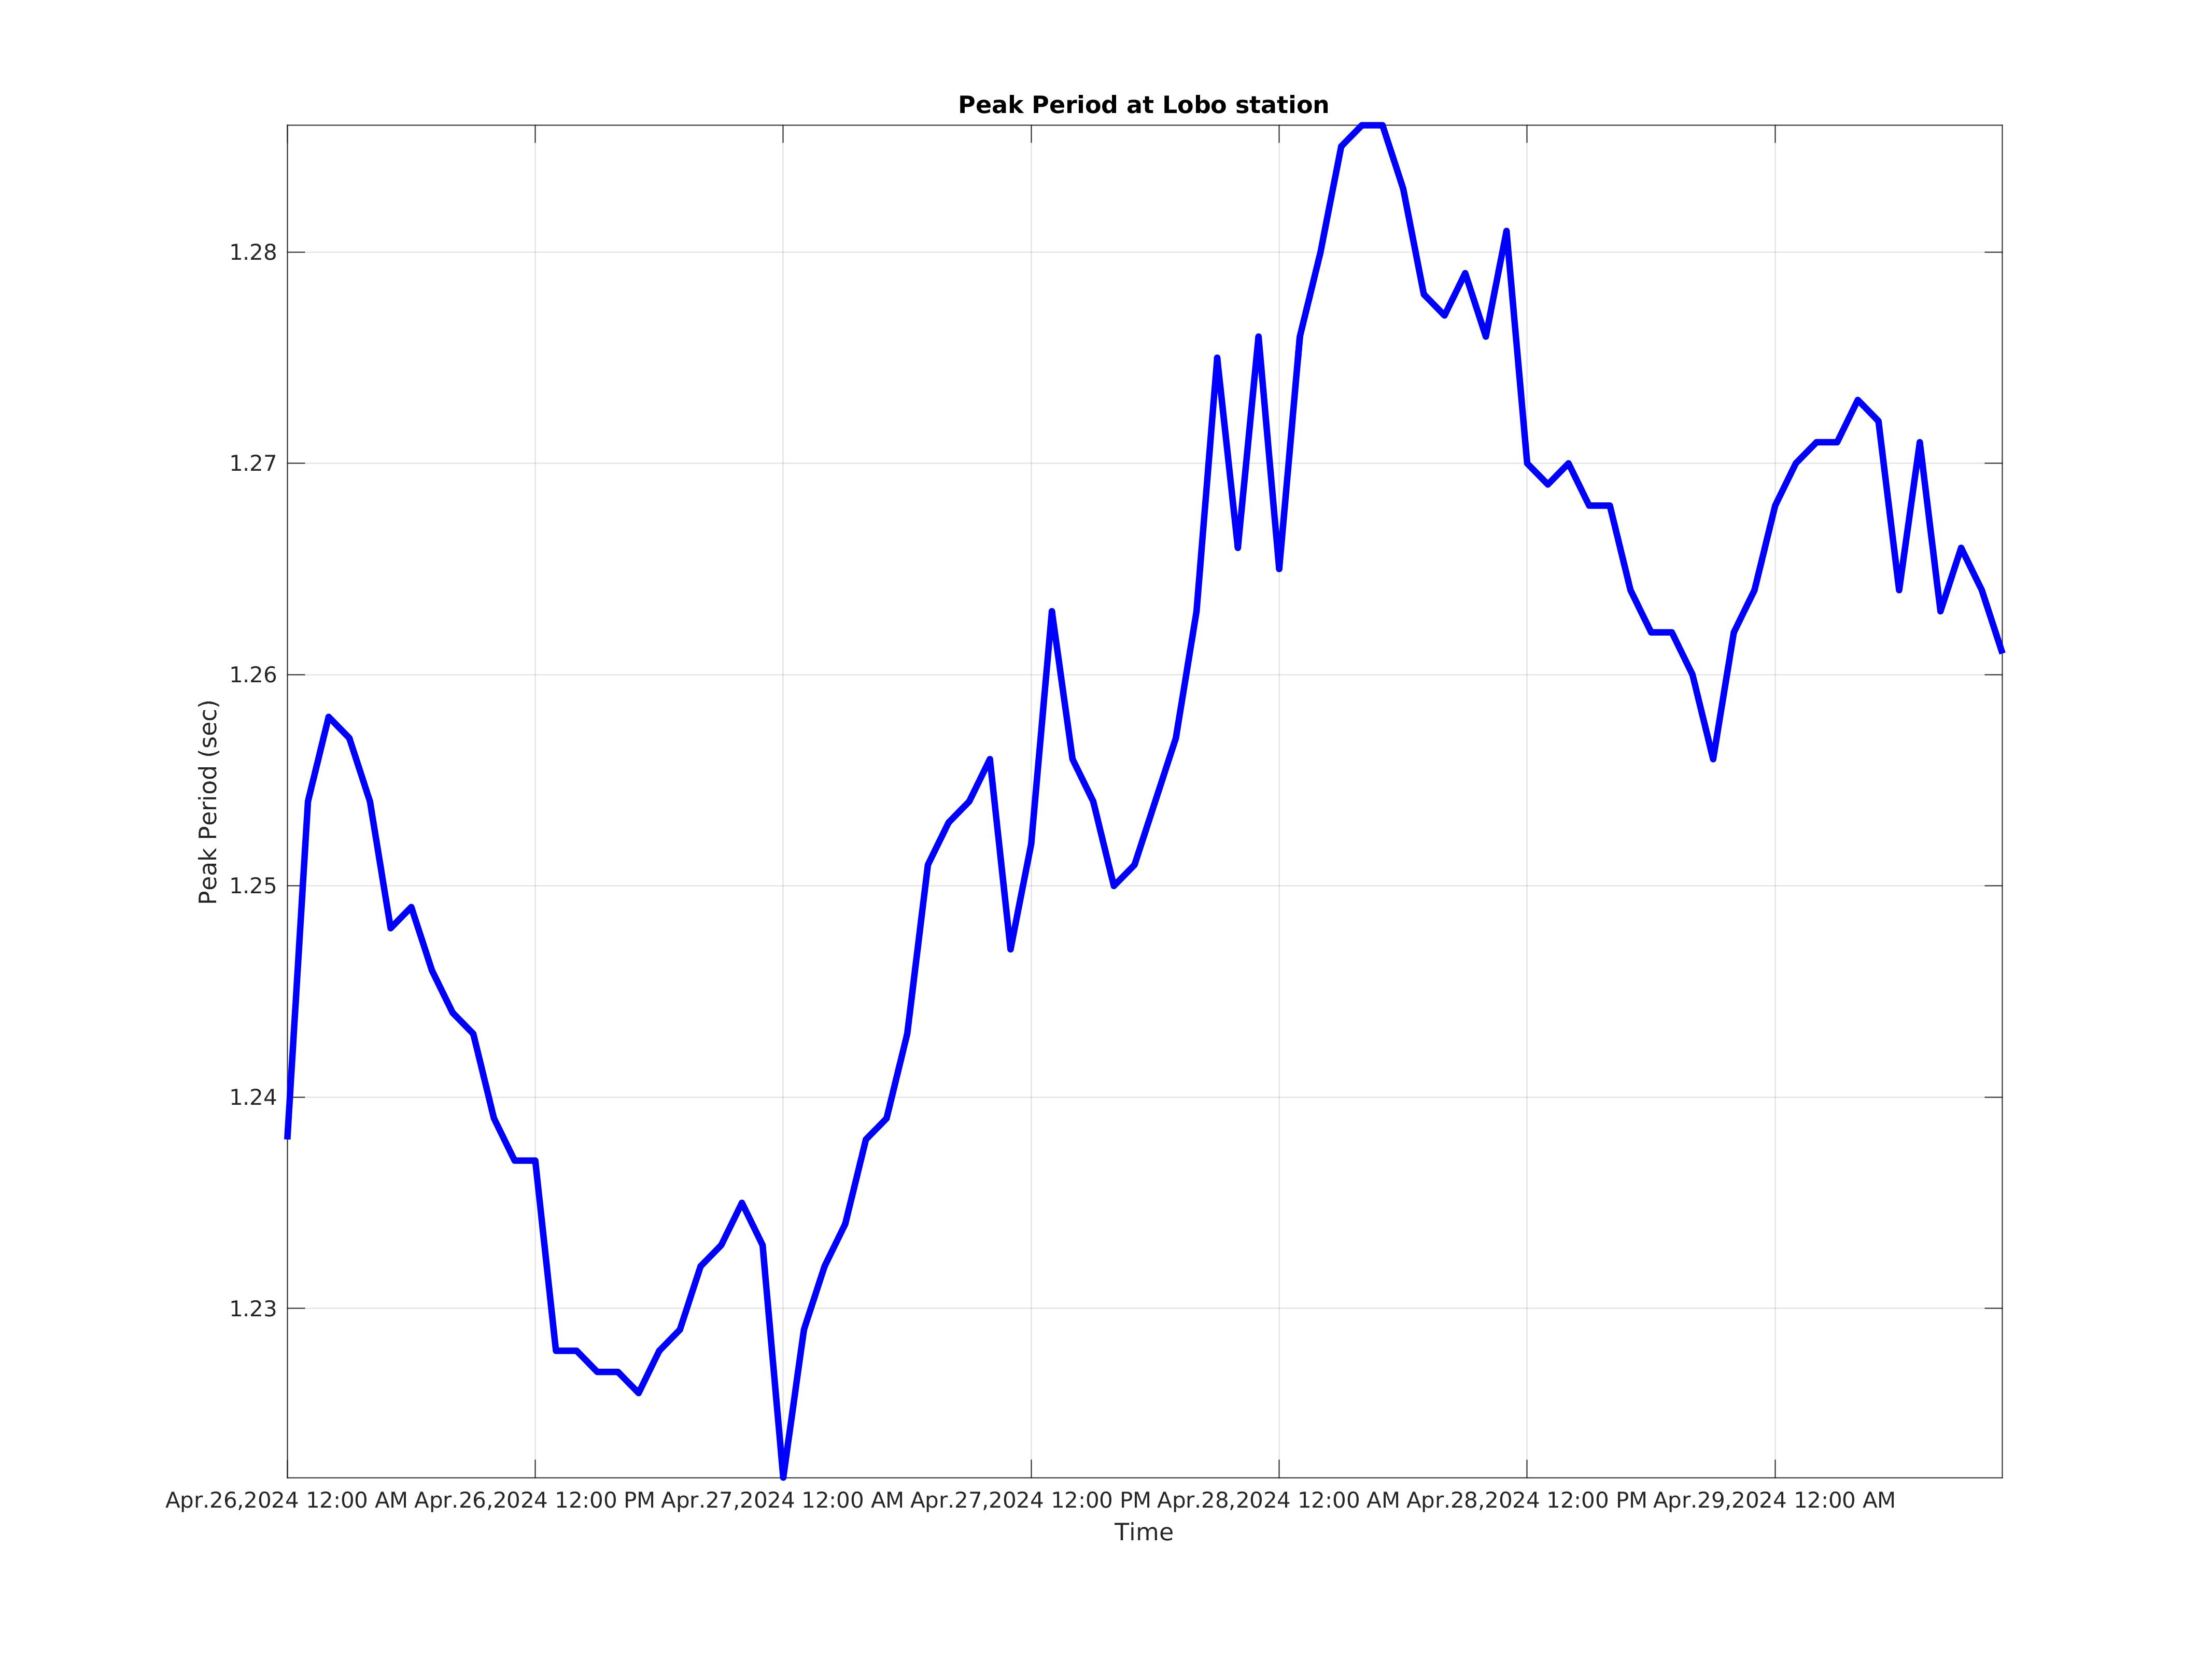 Peak Period at Lobo station
Peak Period (sec)
1.28
1.27
1.26
1.25
1.24
1.23
Apr.26,2024 12:00 AM Apr.26,2024 12:00 PM Apr.27,2024 12:00 AM Apr.27,2024 12:00 PM Apr.28,2024 12:00 AM Apr.28,2024 12:00 PM Apr.29,2024 12:00 AM
Time